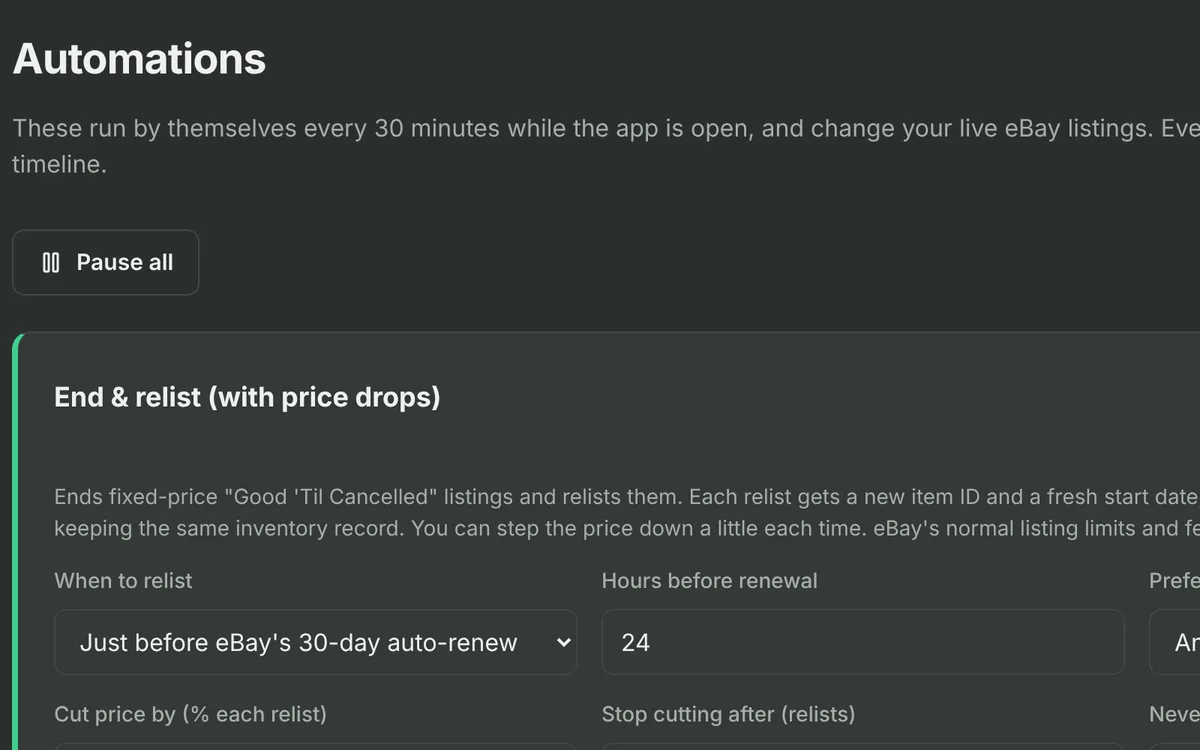 Automations
These run by themselves every 30 minutes while the app is open, and change your live eBay listings.
timeline.
Pause all
End & relist (with price drops)
Ends fixed-price "Good 'Til Cancelled" listings and relists them. Each relist gets a new item ID and a fresh start date
keeping the same inventory record. You can step the price down a little each time. eBay's normal listing limits and
When to relist
Hours before renewal
Just before eBay's 30-day auto-renew
24
Cut price by (% each relist)
Stop cutting after (relists)